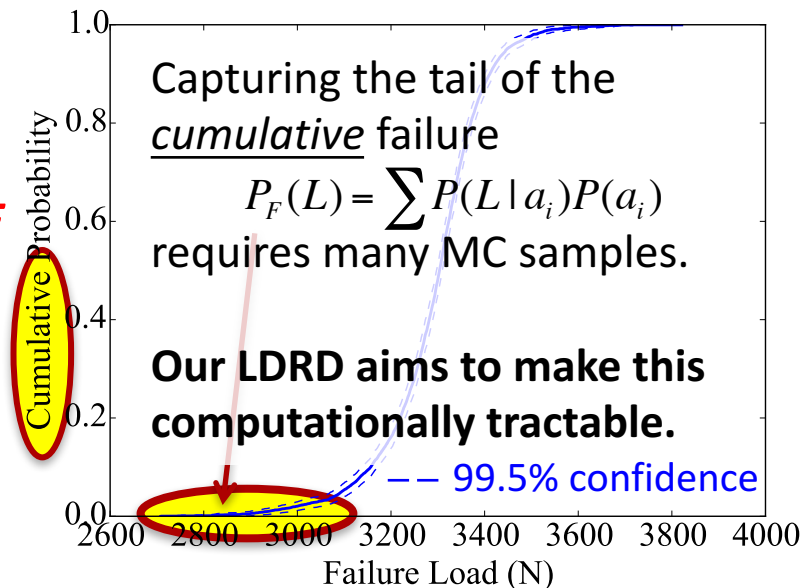 1.0
Capturing the tail of the
cumulative failure
P_F(L) = ∑ P(L | a_i)P(a_i)
requires many MC samples.
Our LDRD aims to make this
computationally tractable.
-- 99.5% confidence
0.8
0.6
0.4
0.2
0.0
Cumulative Probability
2600 2800 3000 3200 3400 3600 3800 4000
Failure Load (N)